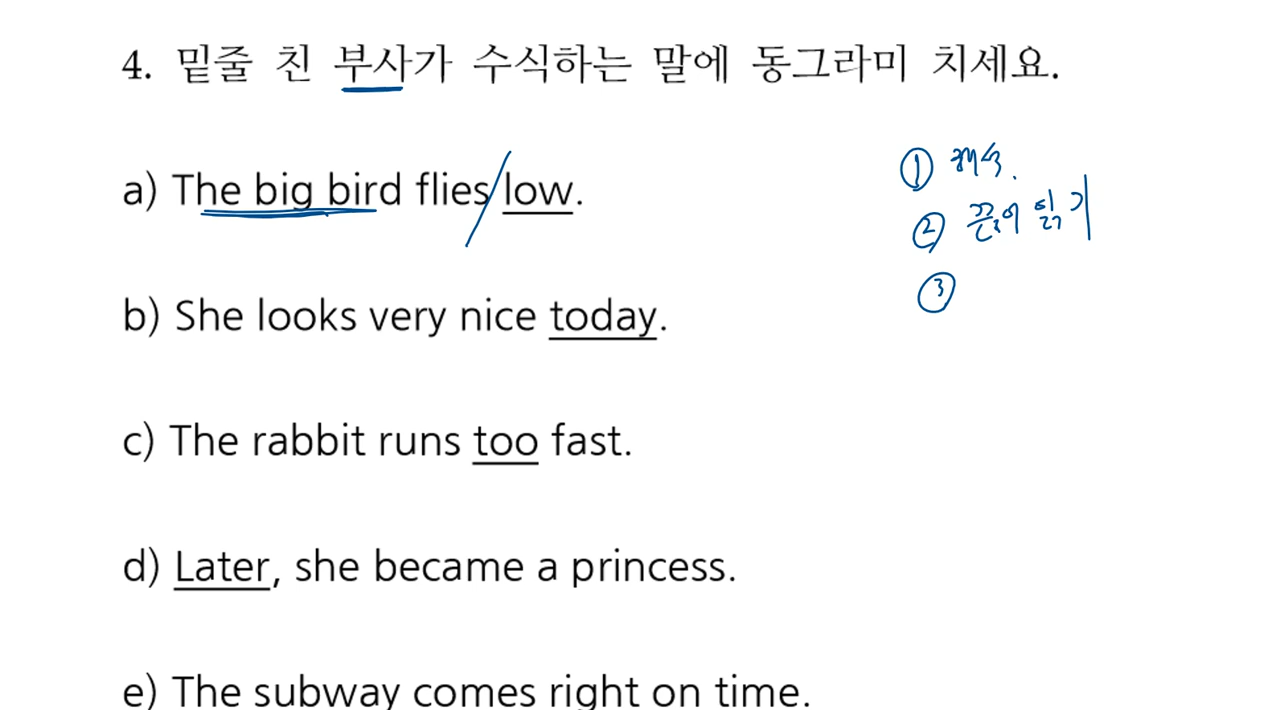 4. 밑줄 친 부사가 수식하는 말에 동그라미 치세요.
a) The big bird flies/low.
① 해석.
② 끊어 읽기
③
b) She looks very nice today.
c) The rabbit runs too fast.
d) Later, she became a princess.
e) The subway comes right on time.